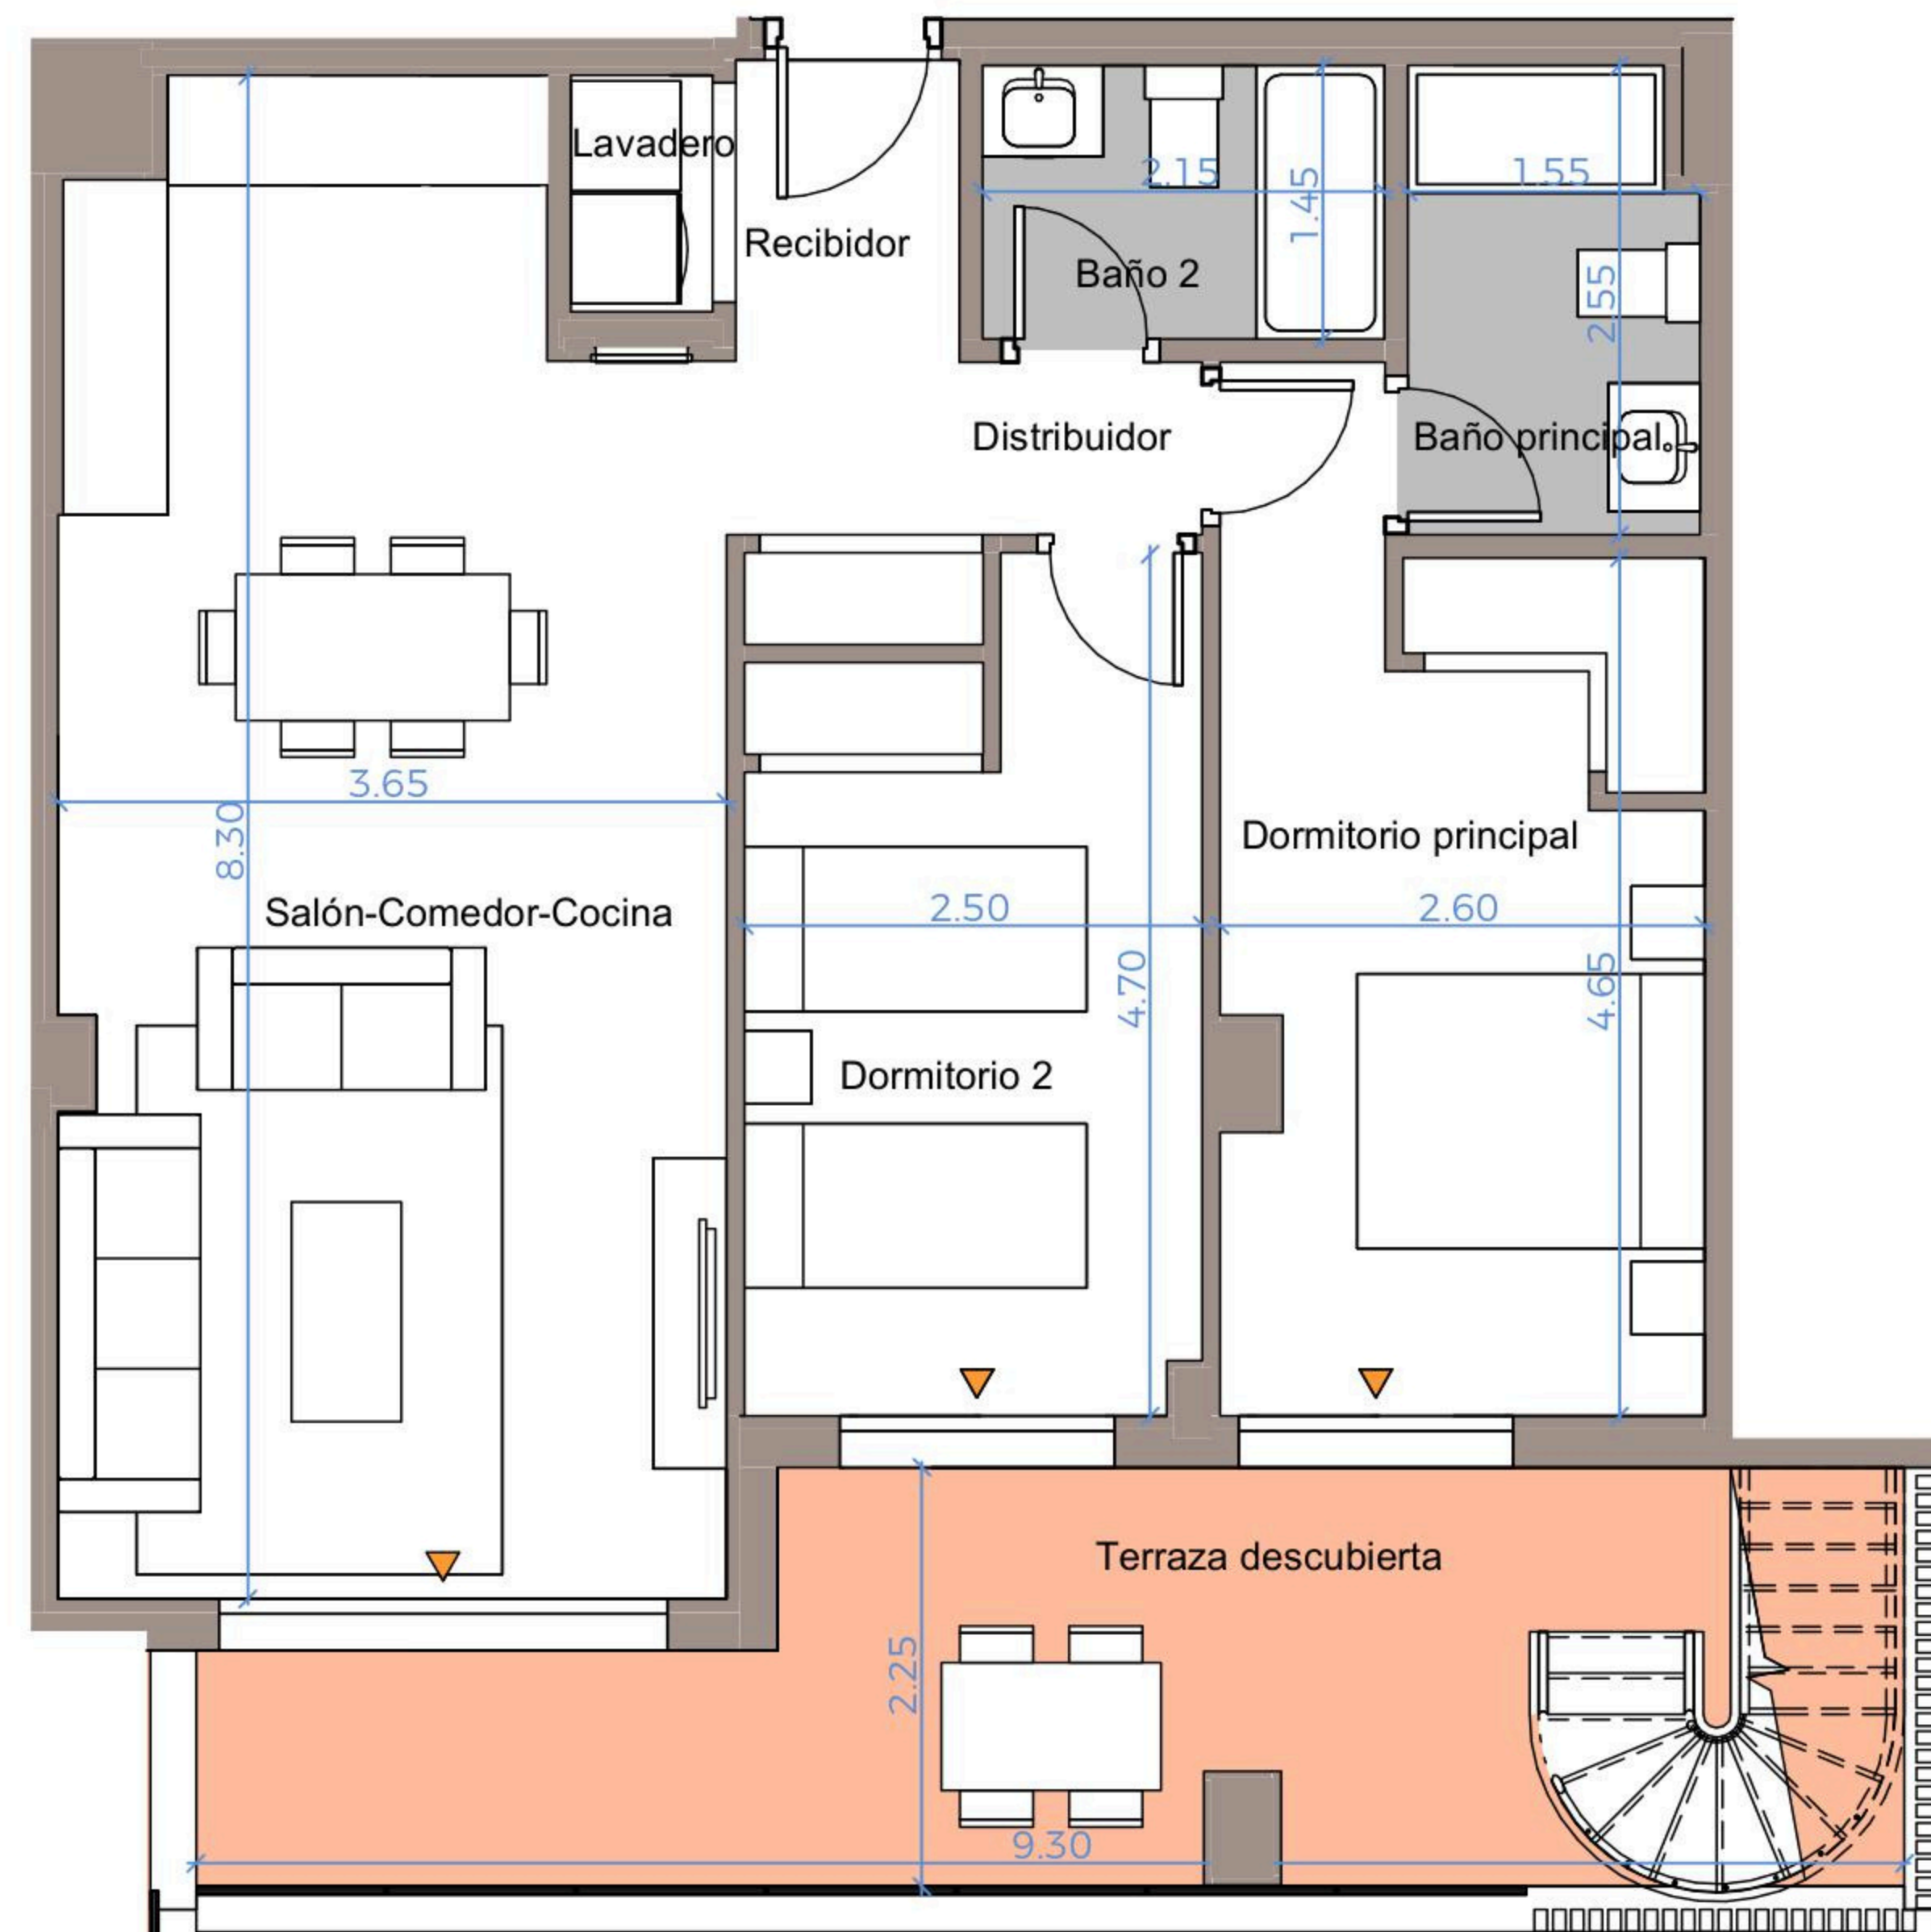 Lavadero
2.15
1.55
1.45
Recibidor
Baño 2
2.55
Distribuidor
Baño principal
3.65
8.30
Dormitorio principal
Salón-Comedor-Cocina
2.50
2.60
4.70
4.65
Dormitorio 2
Terraza descubierta
2.25
9.30